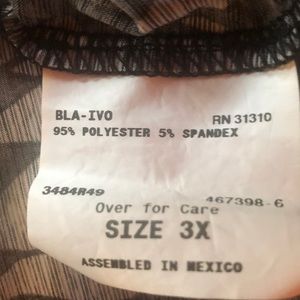 BLA-IVO RN 31310
95% POLYESTER 5% SPANDEX
3484R49 467398-6
Over for Care
SIZE 3X
ASSEMBLED IN MEXICO